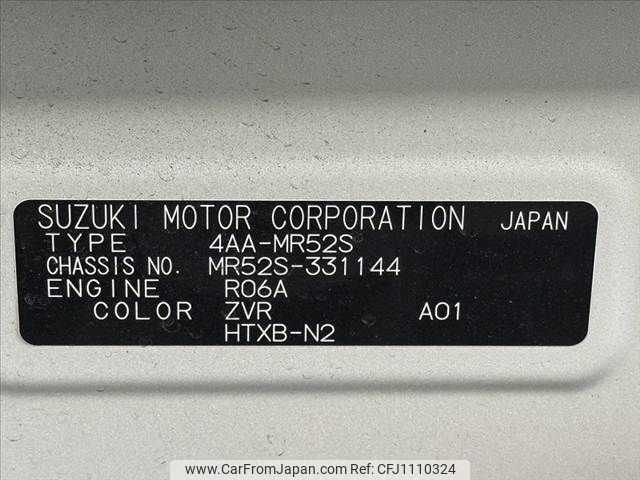 SUZUKI MOTOR CORPORATION JAPAN
TYPE 4AA-MR52S
CHASSIS NO. MR52S-331144
ENGINE R06A
COLOR ZVR A01
HTXB-N2
www.CarFromJapan.com - CFJ1110324